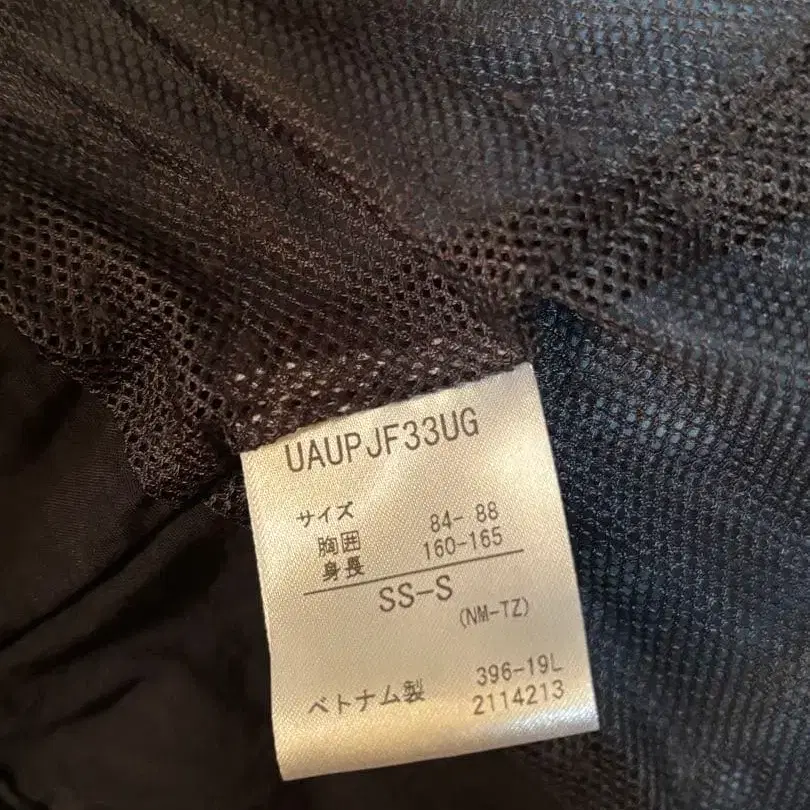 UAUPJF33UG
サイズ
胸囲 84- 88
身長 160-165
SS-S
(NM-TZ)
396-19L
ベトナム製 2114213